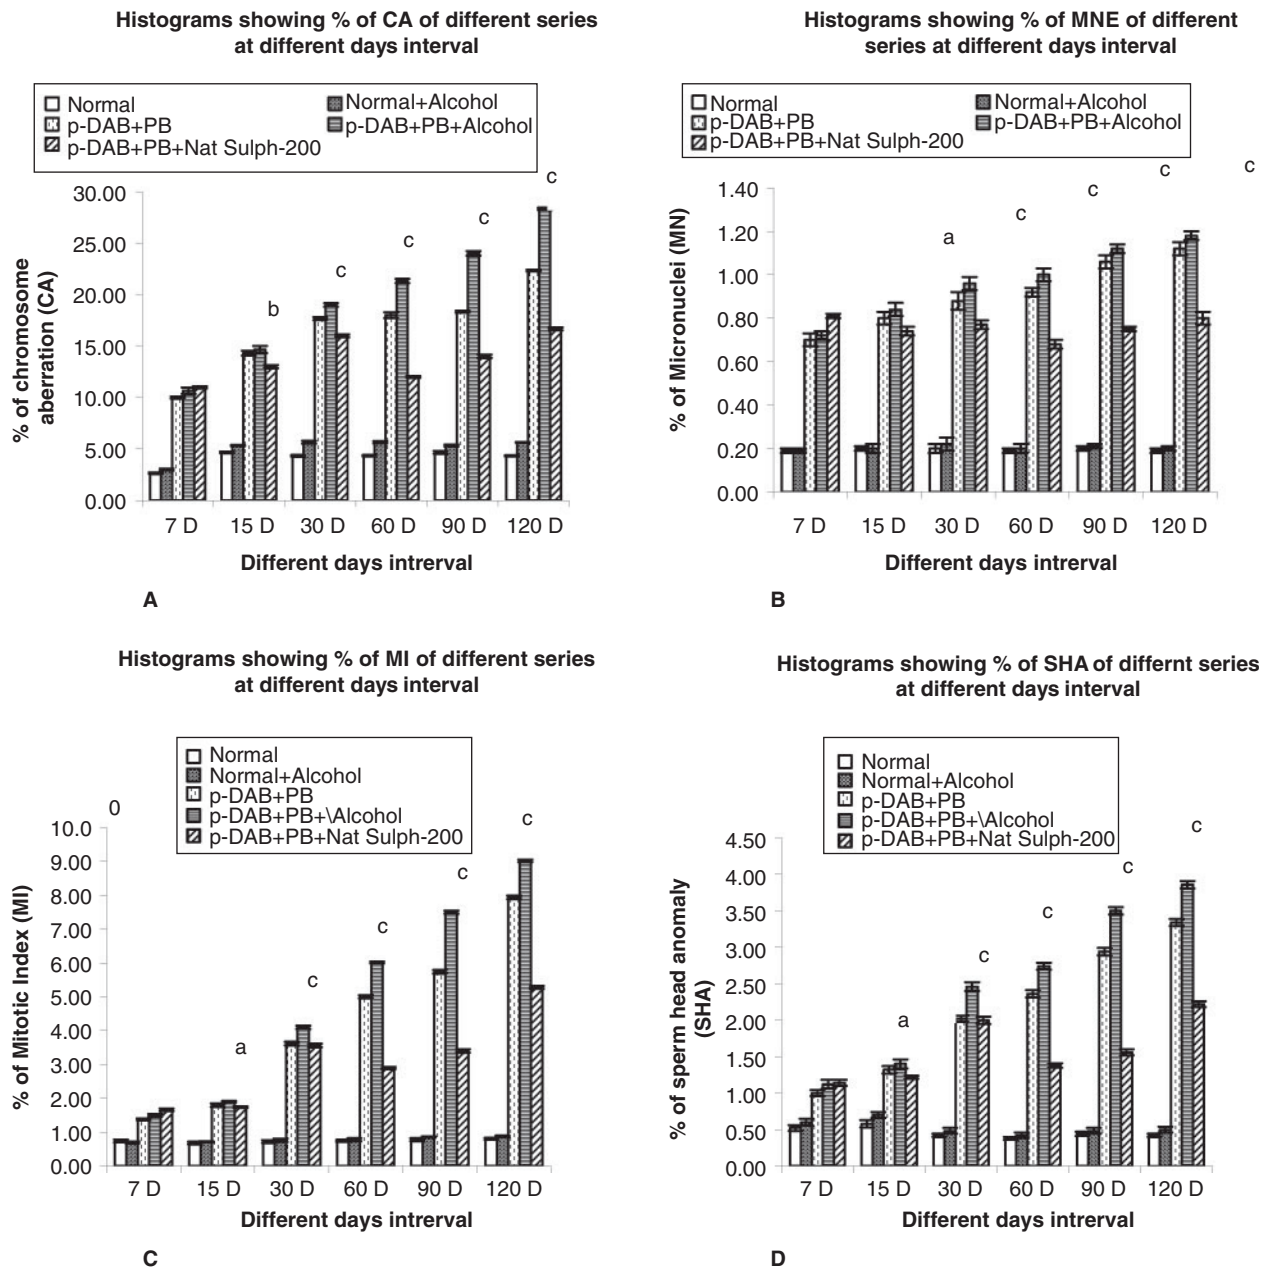 Histograms showing % of CA of different series
at different days interval
Normal
Normal+Alcohol
p-DAB+PB
p-DAB+PB+Alcohol
p-DAB+PB+Nat Sulph-200
% of chromosome
aberration (CA)
30.00
25.00
20.00
15.00
10.00
5.00
0.00
b
c
c
c
c
7 D
15 D
30 D
60 D
90 D
120 D
Different days intrerval
A
Histograms showing % of MNE of different
series at different days interval
Normal
Normal+Alcohol
p-DAB+PB
p-DAB+PB+Alcohol
p-DAB+PB+Nat Sulph-200
% of Micronuclei (MN)
1.40
1.20
1.00
0.80
0.60
0.40
0.20
0.00
a
c
c
c
c
7 D
15 D
30 D
60 D
90 D
120 D
Different days intrerval
B
Histograms showing % of MI of different series
at different days interval
Normal
Normal+Alcohol
p-DAB+PB
p-DAB+PB+\Alcohol
p-DAB+PB+Nat Sulph-200
% of Mitotic Index (MI)
0
10.0
9.00
8.00
7.00
6.00
5.00
4.00
3.00
2.00
1.00
0.00
a
c
c
c
c
7 D
15 D
30 D
60 D
90 D
120 D
Different days intrerval
C
Histograms showing % of SHA of differnt series
at different days interval
Normal
Normal+Alcohol
p-DAB+PB
p-DAB+PB+\Alcohol
p-DAB+PB+Nat Sulph-200
% of sperm head anomaly
(SHA)
4.50
4.00
3.50
3.00
2.50
2.00
1.50
1.00
0.50
0.00
a
c
c
c
c
7 D
15 D
30 D
60 D
90 D
120 D
Different days intrerval
D